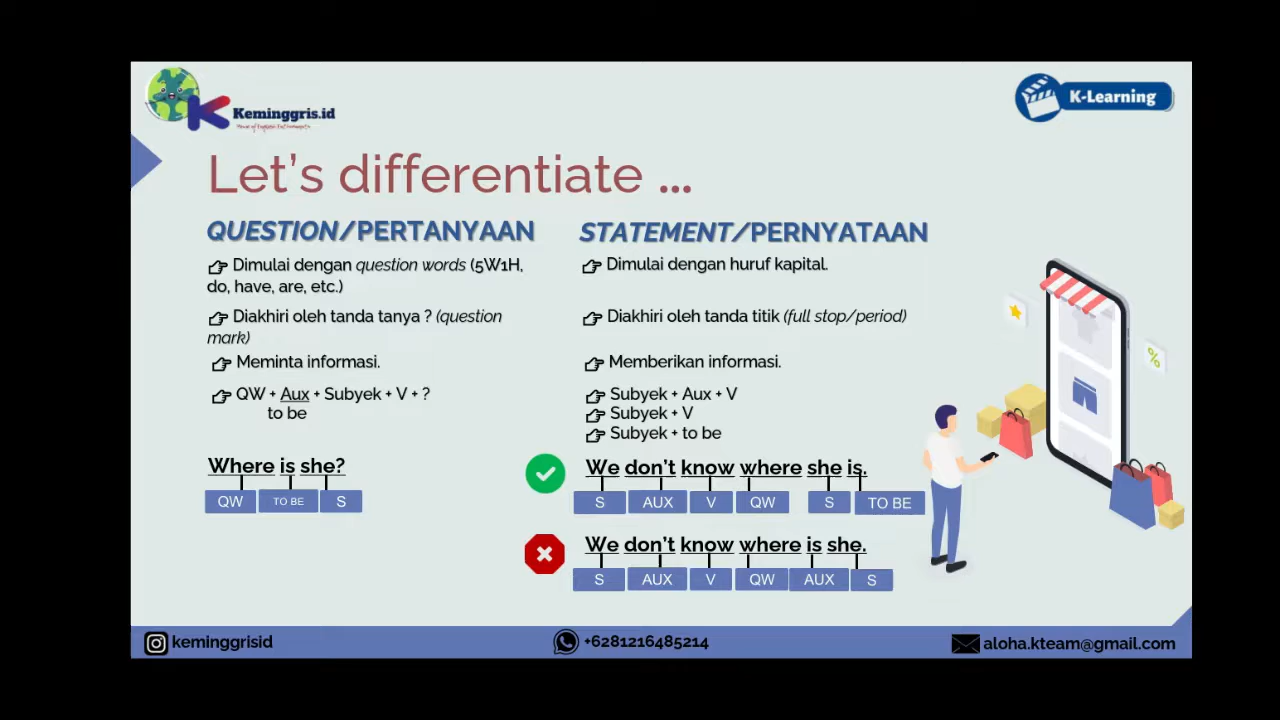 Keminggris.id
K-Learning
Let's differentiate ...
QUESTION/PERTANYAAN
☞ Dimulai dengan question words (5W1H,
do, have, are, etc.)
☞ Diakhiri oleh tanda tanya ? (question
mark)
☞ Meminta informasi.
☞ QW + Aux + Subyek + V + ?
to be
Where is she?
QW TO BE S
STATEMENT/PERNYATAAN
☞ Dimulai dengan huruf kapital.
☞ Diakhiri oleh tanda titik (full stop/period)
☞ Memberikan informasi.
☞ Subyek + Aux + V
☞ Subyek + V
☞ Subyek + to be
We don't know where she is.
S AUX V QW S TO BE
We don't know where is she.
S AUX V QW AUX S
%
keminggrisid
+6281216485214
aloha.kteam@gmail.com